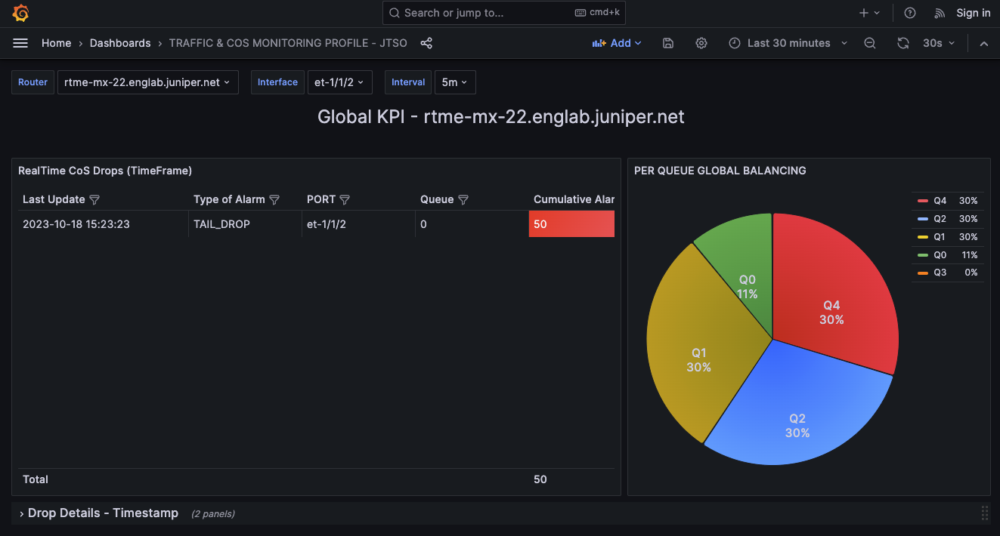 Search or jump to...
cmd+k
Sign in
Home › Dashboards › TRAFFIC & COS MONITORING PROFILE - JTSO
Add
Last 30 minutes
30s
Router
rtme-mx-22.englab.juniper.net
Interface
et-1/1/2
Interval
5m
Global KPI - rtme-mx-22.englab.juniper.net
RealTime CoS Drops (TimeFrame)
Last Update Type of Alarm PORT Queue Cumulative Alar
2023-10-18 15:23:23 TAIL_DROP et-1/1/2 0 50
Total 50
PER QUEUE GLOBAL BALANCING
Q4 30%
Q2 30%
Q1 30%
Q0 11%
Q3 0%
Q0
11%
Q4
30%
Q1
30%
Q2
30%
Drop Details - Timestamp (2 panels)